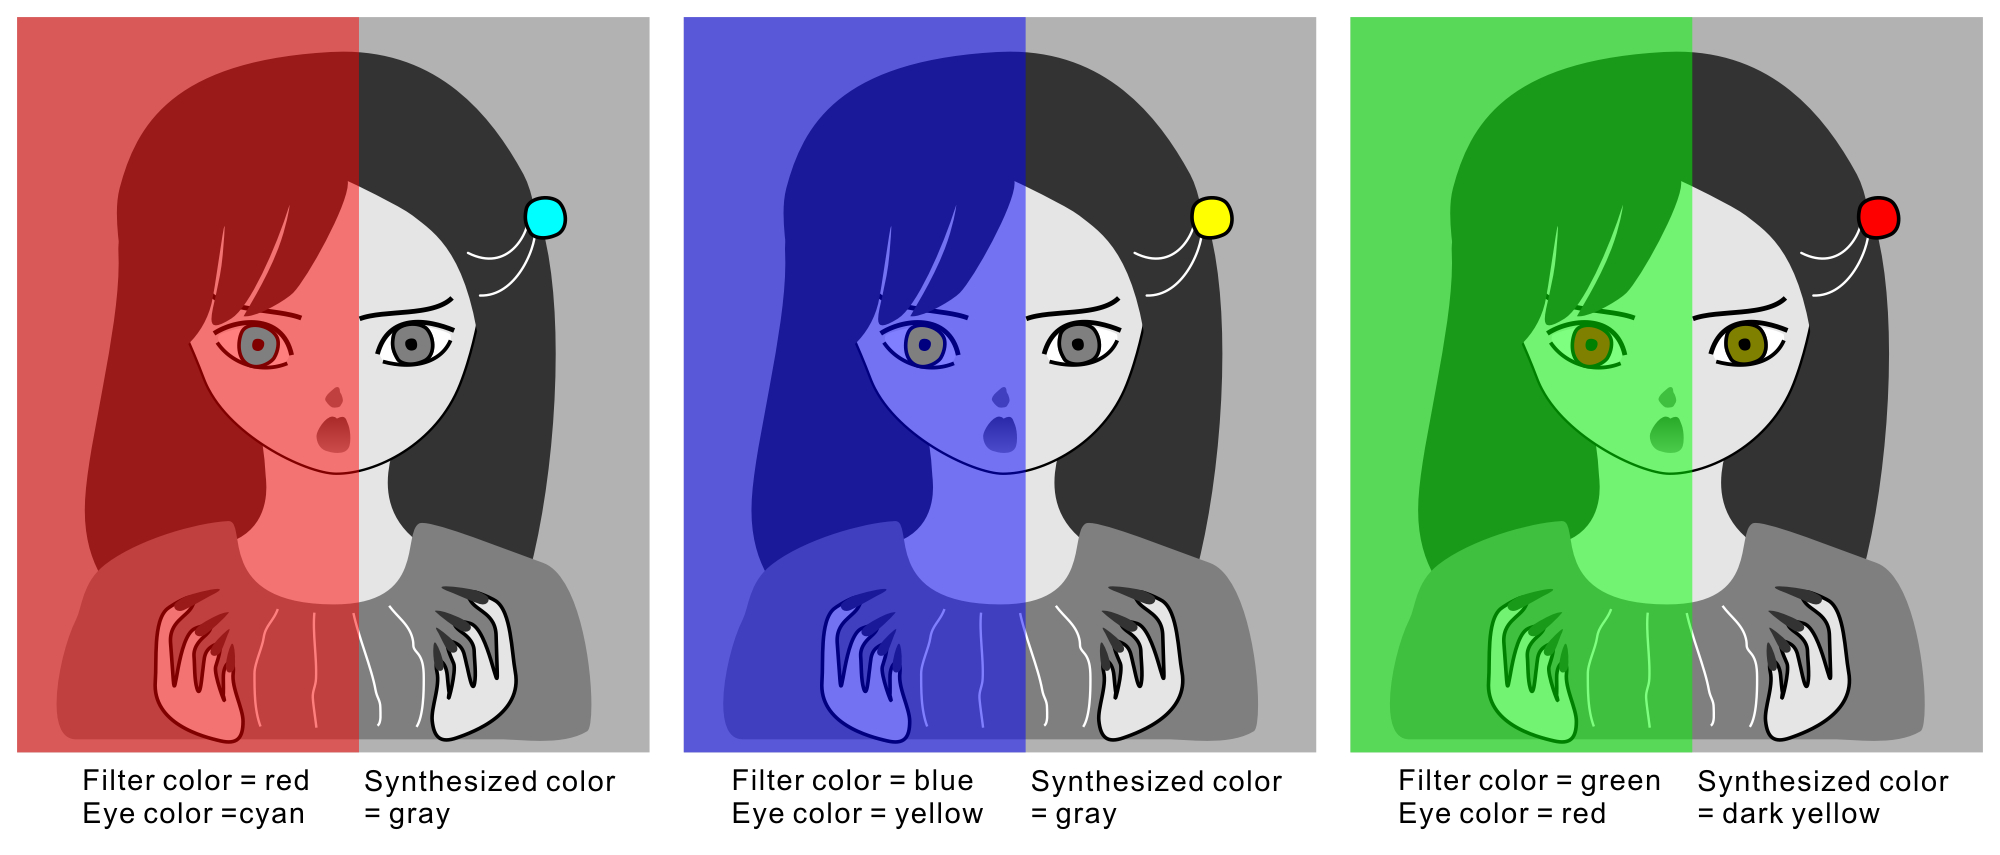 Filter color = red
Eye color =cyan
Synthesized color
= gray
Filter color = blue
Eye color = yellow
Synthesized color
= gray
Filter color = green
Eye color = red
Synthesized color
= dark yellow